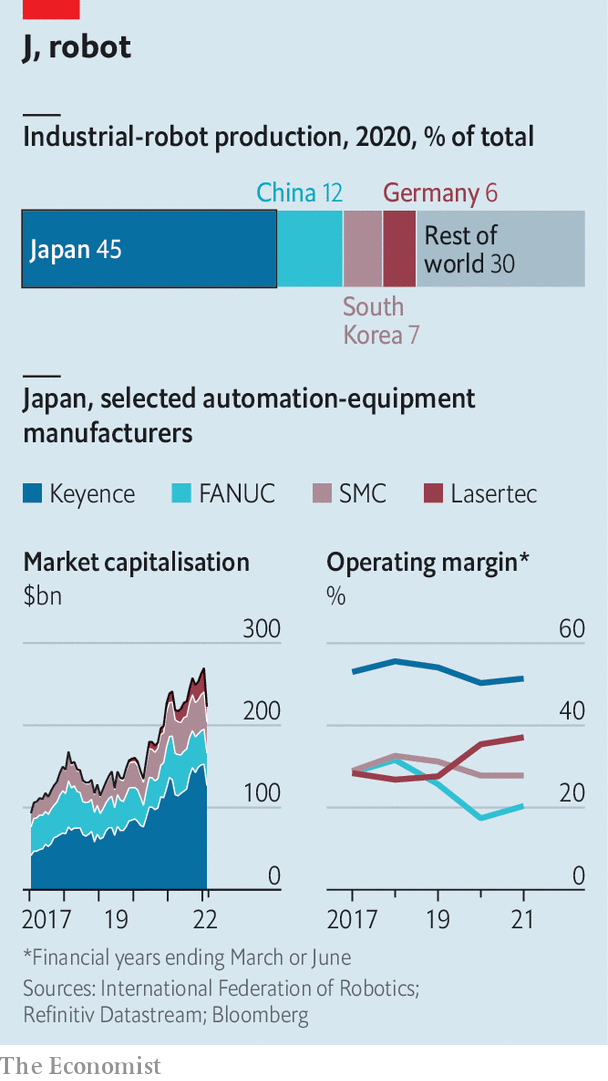 J, robot
Industrial-robot production, 2020, % of total
China 12
Germany 6
Japan 45
Rest of
world 30
South
Korea 7
Japan, selected automation-equipment
manufacturers
Keyence
FANUC
SMC
Lasertec
Market capitalisation
$bn
300
200
100
0
2017
19
22
Operating margin*
%
60
40
20
0
2017
19
21
*Financial years ending March or June
Sources: International Federation of Robotics;
Refinitiv Datastream; Bloomberg
The Economist